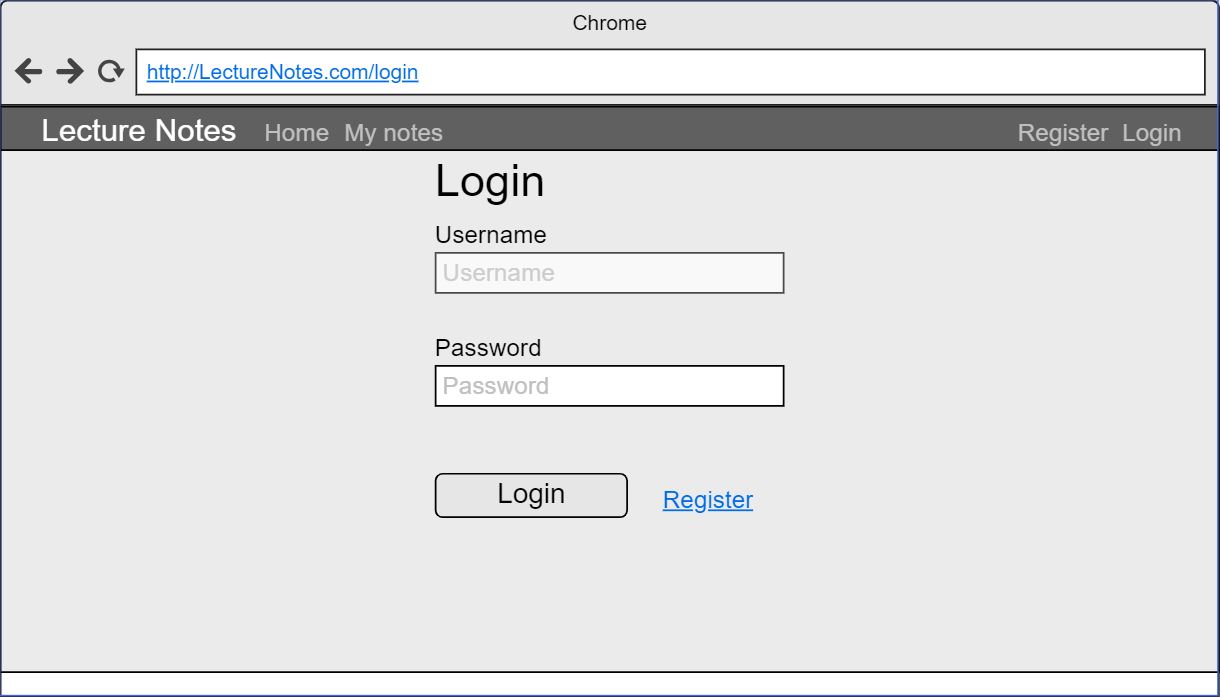 Chrome
http://LectureNotes.com/login
Lecture Notes Home My notes Register Login
Login
Username
Username
Password
Password
Login Register